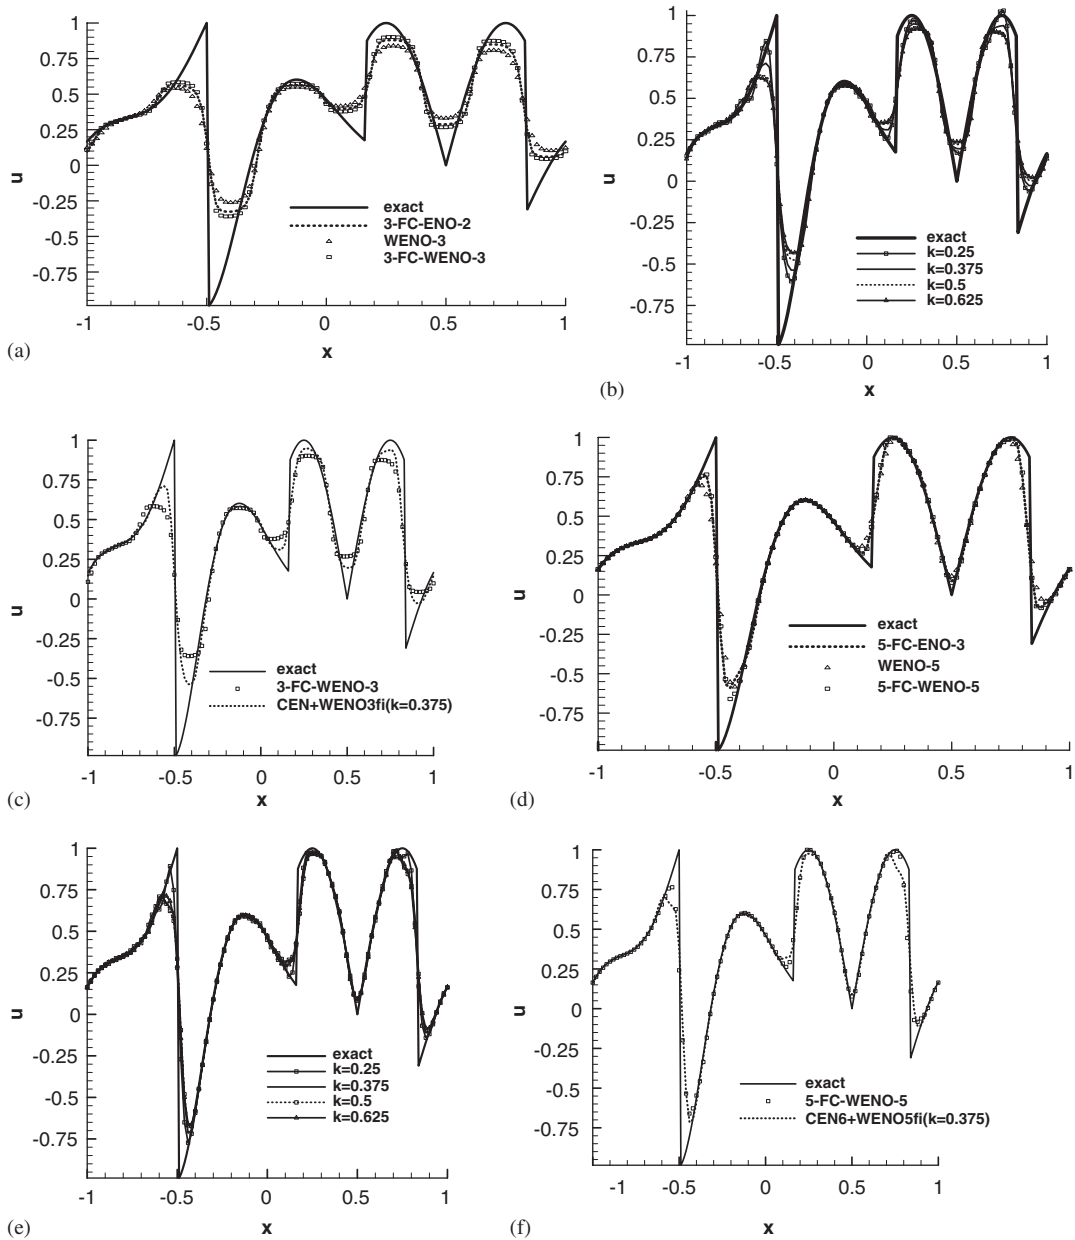 1
0.75
0.5
0.25
0
-0.25
-0.5
-0.75
u
exact
3-FC-ENO-2
WENO-3
3-FC-WENO-3
-1 -0.5 0 0.5 1
x
(a)
1
0.75
0.5
0.25
0
-0.25
-0.5
-0.75
u
exact
k=0.25
k=0.375
k=0.5
k=0.625
-1 -0.5 0 0.5 1
x
(b)
1
0.75
0.5
0.25
0
-0.25
-0.5
-0.75
u
exact
3-FC-WENO-3
CEN+WENO3fi(k=0.375)
-1 -0.5 0 0.5 1
x
(c)
1
0.75
0.5
0.25
0
-0.25
-0.5
-0.75
u
exact
5-FC-ENO-3
WENO-5
5-FC-WENO-5
-1 -0.5 0 0.5 1
x
(d)
1
0.75
0.5
0.25
0
-0.25
-0.5
-0.75
u
exact
k=0.25
k=0.375
k=0.5
k=0.625
-1 -0.5 0 0.5 1
x
(e)
1
0.75
0.5
0.25
0
-0.25
-0.5
-0.75
u
exact
5-FC-WENO-5
CEN6+WENO5fi(k=0.375)
-1 -0.5 0 0.5 1
x
(f)